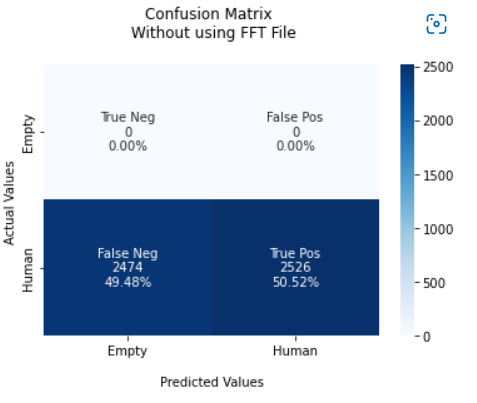 Confusion Matrix
Without using FFT File
Actual Values
Empty
Human
True Neg
0
0.00%
False Pos
0
0.00%
False Neg
2474
49.48%
True Pos
2526
50.52%
Empty
Human
Predicted Values
2500
2000
1500
1000
500
0